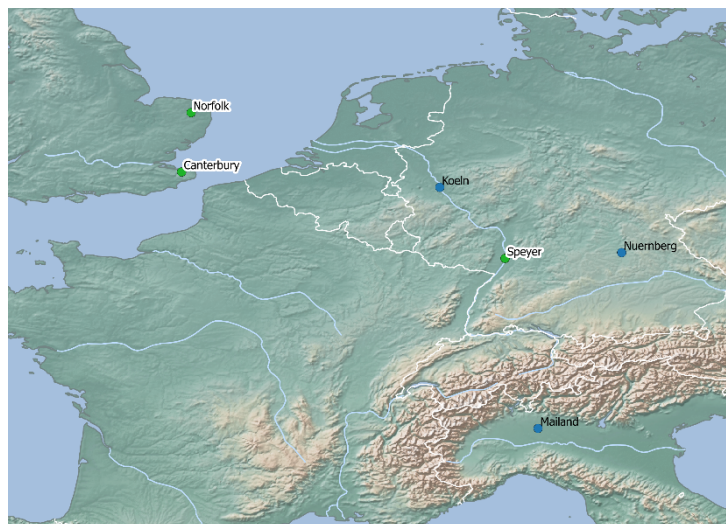 Norfolk
Canterbury
Koeln
Speyer
Nuernberg
Mailand